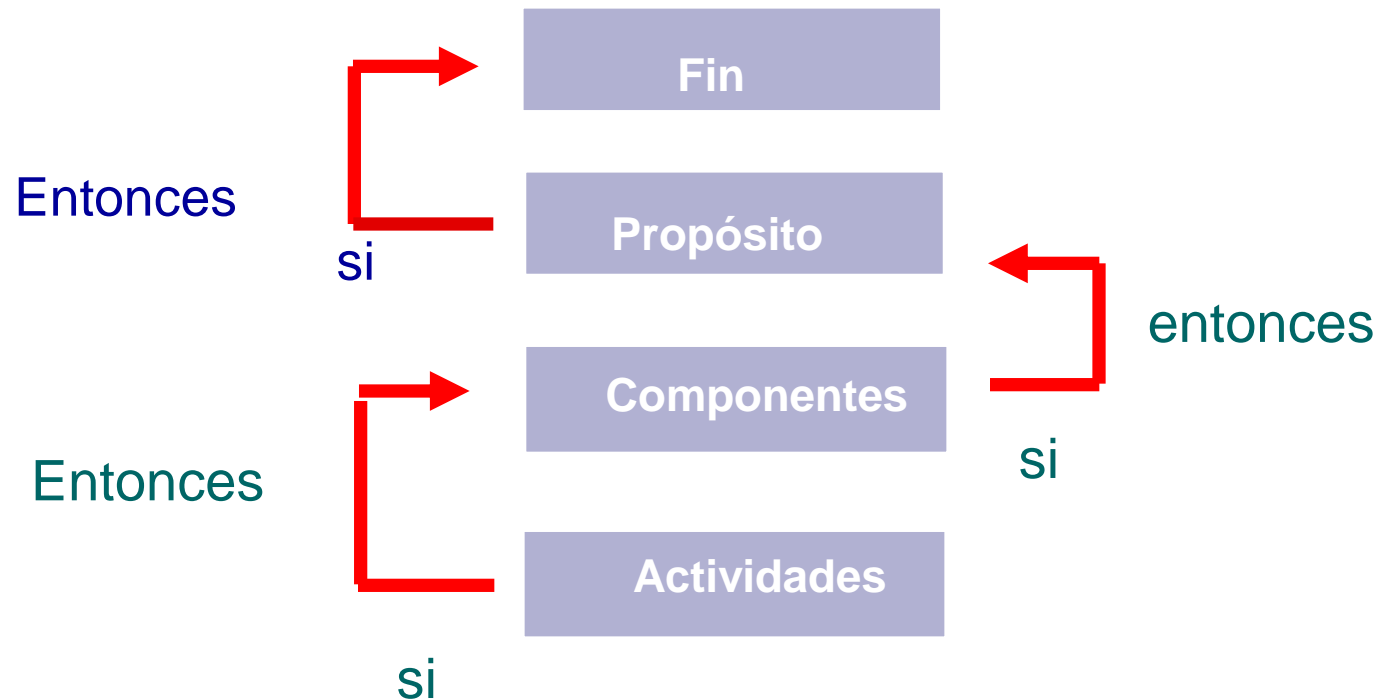 Fin
Entonces
Propósito
si
entonces
Componentes
si
Entonces
Actividades
si